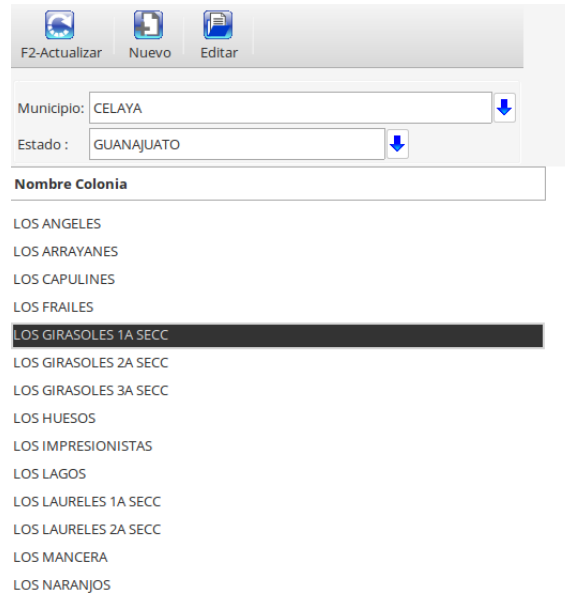 F2-Actualizar Nuevo Editar
Municipio: CELAYA
Estado : GUANAJUATO
Nombre Colonia
LOS ANGELES
LOS ARRAYANES
LOS CAPULINES
LOS FRAILES
LOS GIRASOLES 1A SECC
LOS GIRASOLES 2A SECC
LOS GIRASOLES 3A SECC
LOS HUESOS
LOS IMPRESIONISTAS
LOS LAGOS
LOS LAURELES 1A SECC
LOS LAURELES 2A SECC
LOS MANCERA
LOS NARANJOS